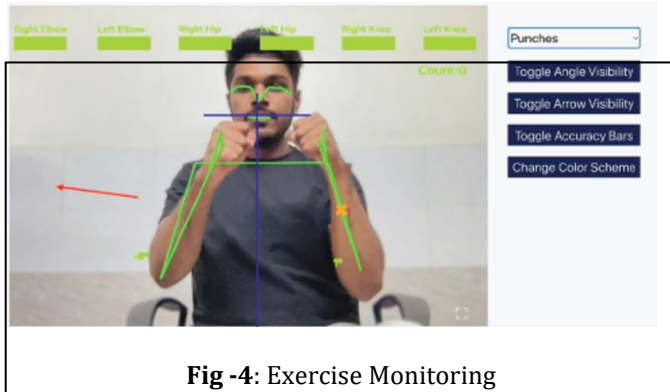 Right Elbow Left Elbow Right Hip Left Hip Right Knee Left Knee
Punches
Count:0
Toggle Angle Visibility
Toggle Arrow Visibility
Toggle Accuracy Bars
Change Color Scheme
Fig -4: Exercise Monitoring